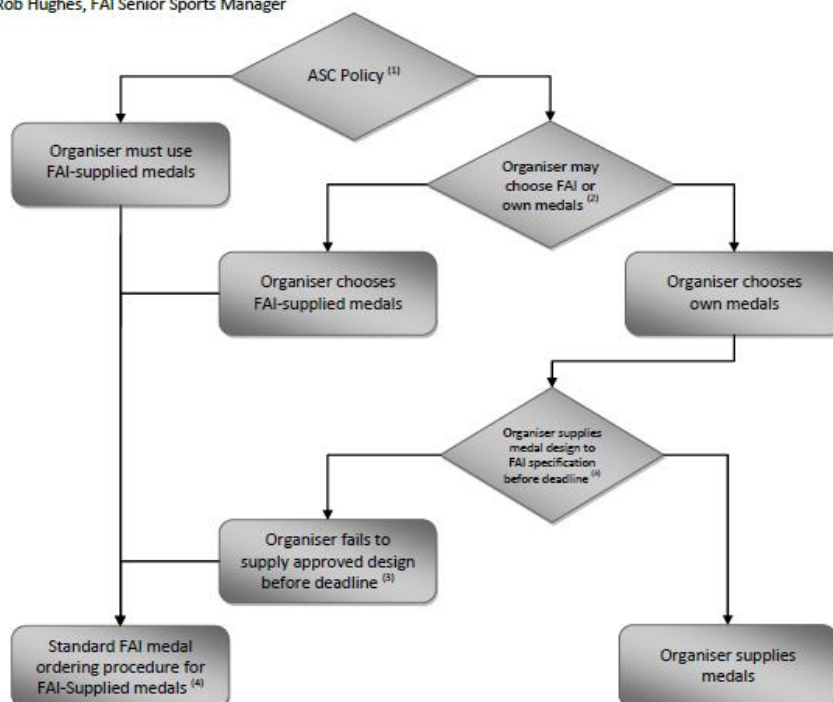 Rob Hughes, FAI Senior Sports Manager
ASC Policy (1)
Organiser must use
FAI-supplied medals
Organiser may
choose FAI or
own medals (2)
Organiser chooses
FAI-supplied medals
Organiser chooses
own medals
Organiser supplies
medal design to
FAI specification
before deadline (3)
Organiser fails to
supply approved design
before deadline (3)
Standard FAI medal
ordering procedure for
FAI-Supplied medals (4)
Organiser supplies
medals